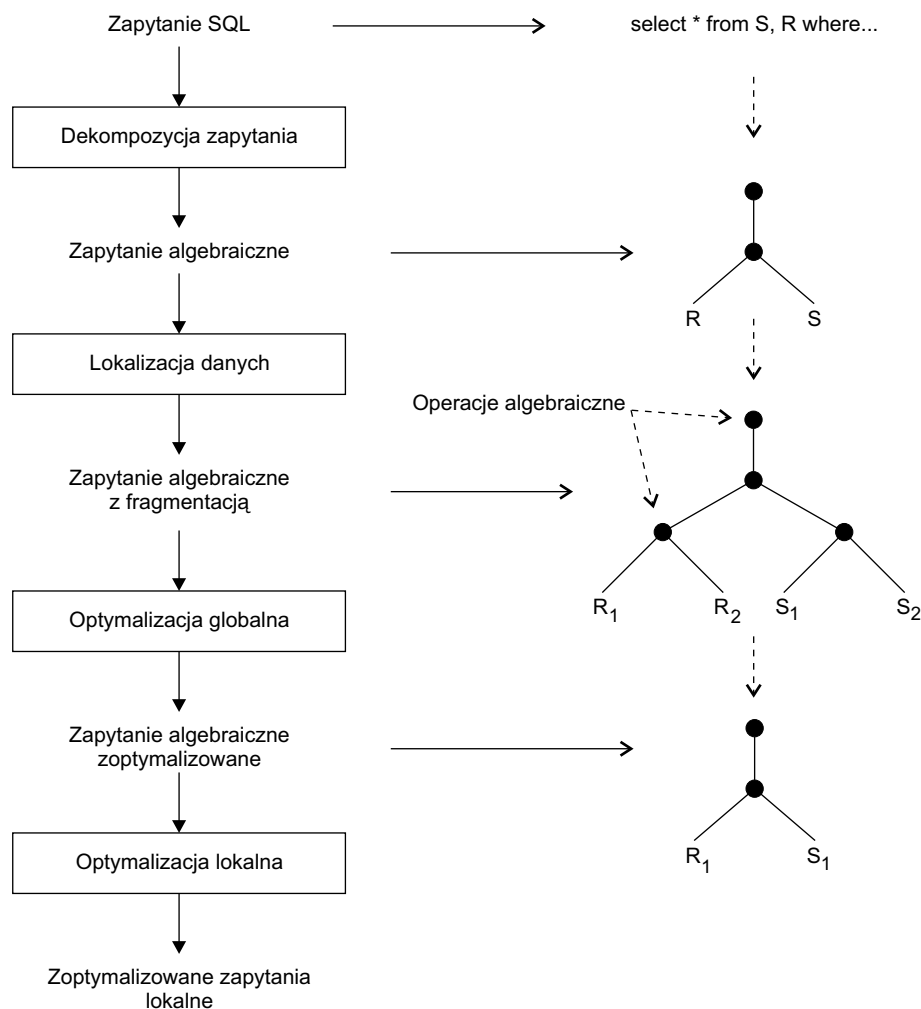 Zapytanie SQL
select * from S, R where...
Dekompozycja zapytania
Zapytanie algebraiczne
R
S
Lokalizacja danych
Operacje algebraiczne
Zapytanie algebraiczne
z fragmentacją
R1
R2
S1
S2
Optymalizacja globalna
Zapytanie algebraiczne
zoptymalizowane
R1
S1
Optymalizacja lokalna
Zoptymalizowane zapytania
lokalne